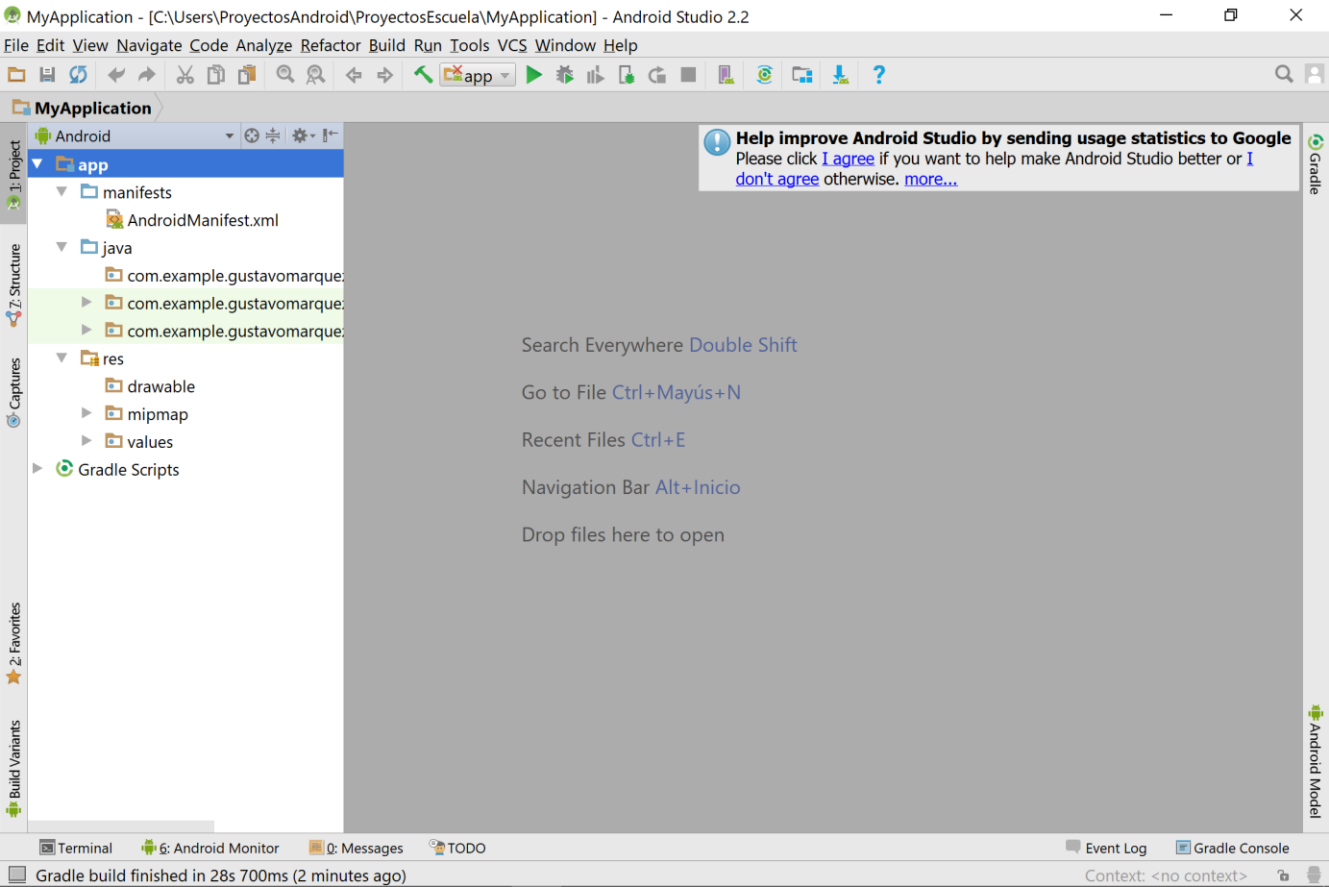 MyApplication - [C:\Users\ProyectosAndroid\ProyectosEscuela\MyApplication] - Android Studio 2.2
File Edit View Navigate Code Analyze Refactor Build Run Tools VCS Window Help
app
MyApplication
Android
app
manifests
AndroidManifest.xml
java
com.example.gustavomarquez
com.example.gustavomarquez
com.example.gustavomarquez
res
drawable
mipmap
values
Gradle Scripts
1: Project
7: Structure
Captures
2: Favorites
Build Variants
Help improve Android Studio by sending usage statistics to Google
Please click I agree if you want to help make Android Studio better or I
don't agree otherwise. more...
Search Everywhere Double Shift
Go to File Ctrl+Mayús+N
Recent Files Ctrl+E
Navigation Bar Alt+Inicio
Drop files here to open
Gradle
Android Model
Terminal 6: Android Monitor 0: Messages TODO Event Log Gradle Console
Gradle build finished in 28s 700ms (2 minutes ago) Context: <no context>